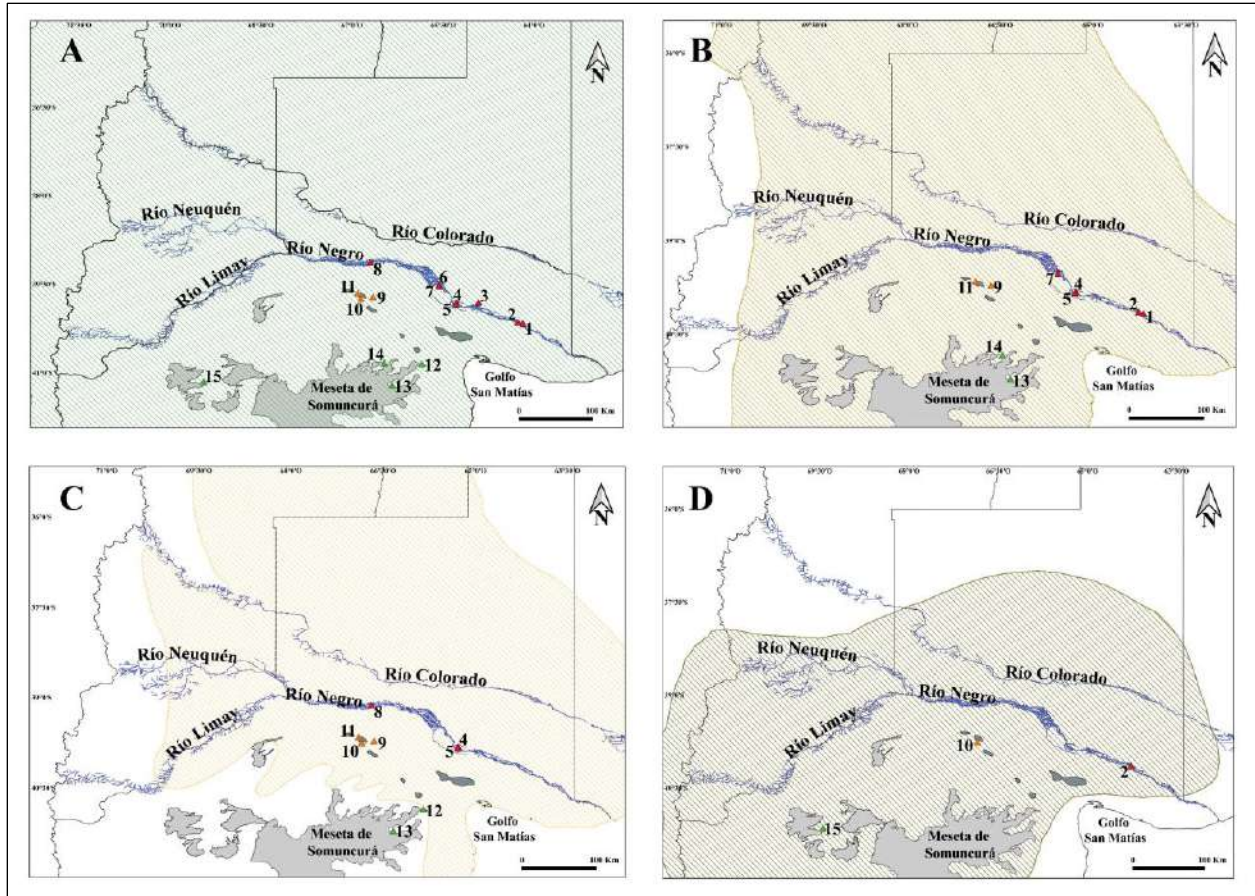 A
N
Río Neuquén
Río Colorado
Río Negro
Río Limay
8
6
7
11
9
10
4
3
5
2
1
14
12
15
13
Meseta de
Somuncurá
Golfo
San Matías
100 Km
B
N
Río Neuquén
Río Colorado
Río Negro
Río Limay
7
11
9
4
5
2
1
14
13
Meseta de
Somuncurá
Golfo
San Matías
100 Km
C
N
Río Neuquén
Río Colorado
Río Negro
Río Limay
8
11
9
10
4
5
12
13
Meseta de
Somuncurá
Golfo
San Matías
100 Km
D
N
Río Neuquén
Río Colorado
Río Negro
Río Limay
10
2
15
Meseta de
Somuncurá
Golfo
San Matías
100 Km